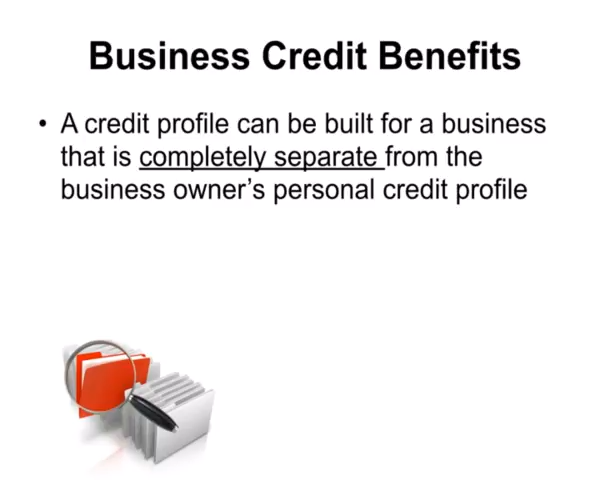 Business Credit Benefits
• A credit profile can be built for a business
that is completely separate from the
business owner’s personal credit profile